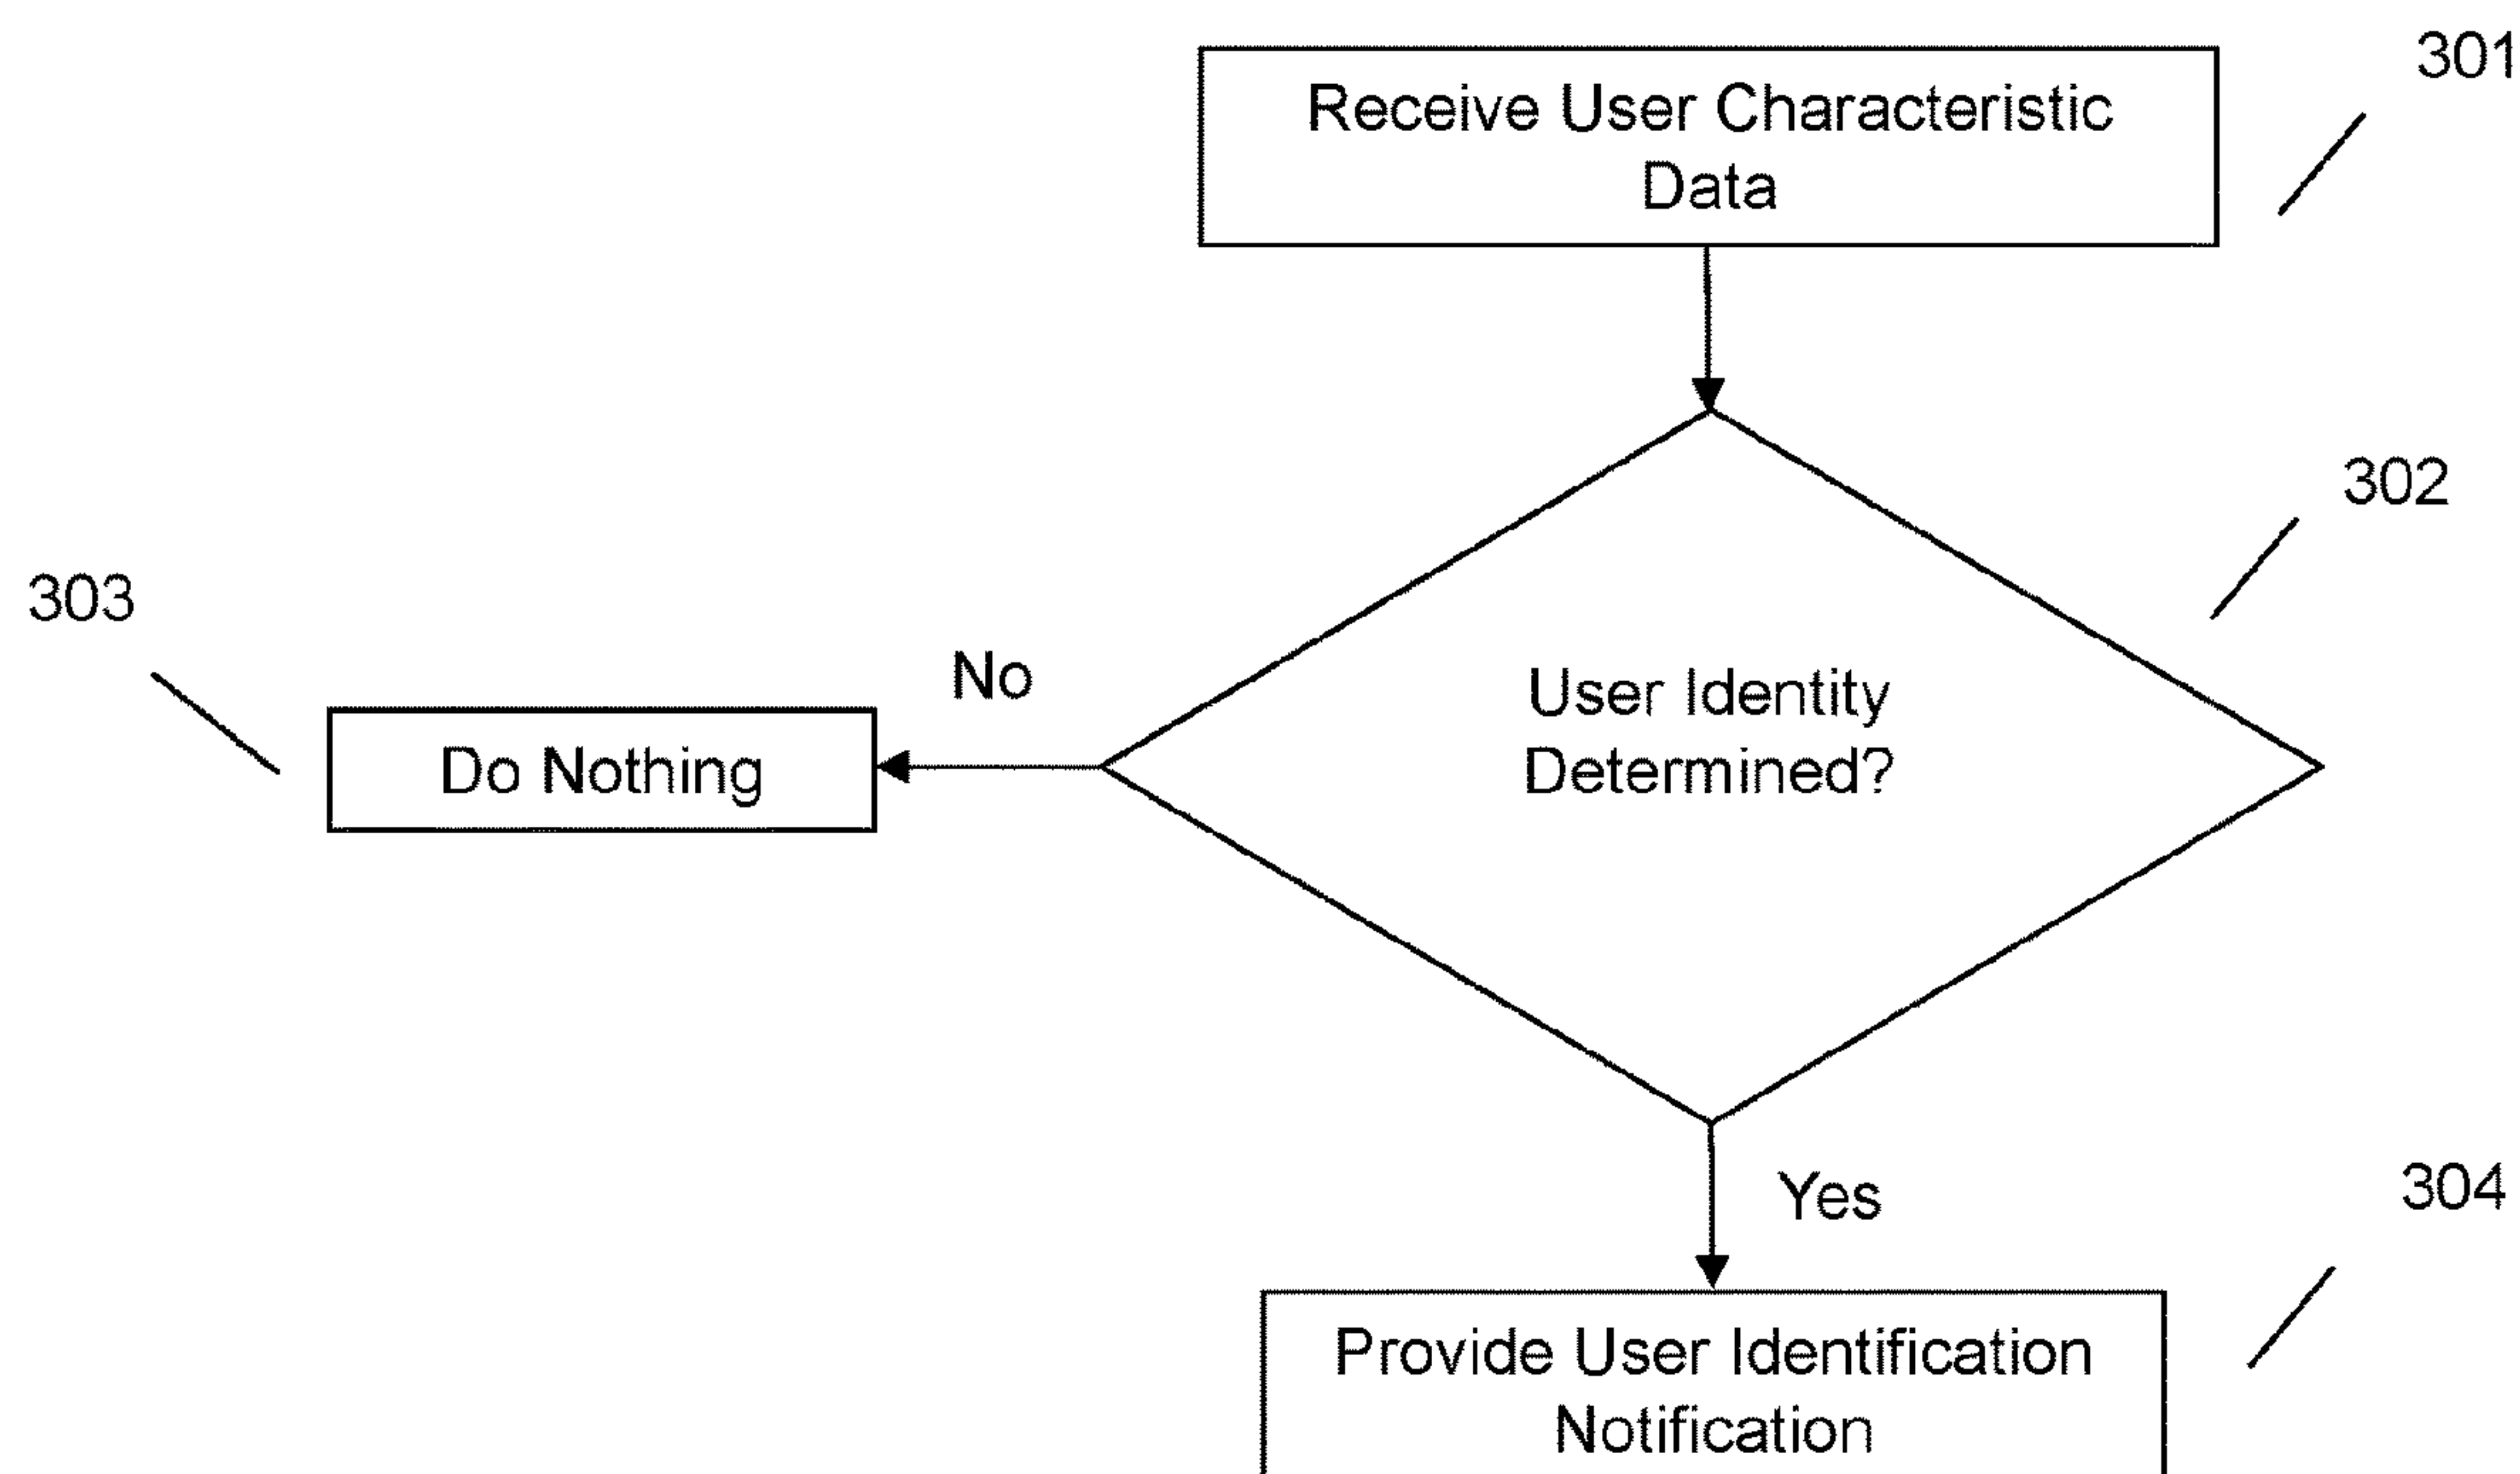 301
Receive User Characteristic
Data
302
303
No
User Identity
Determined?
Do Nothing
Yes
304
Provide User Identification
Notification